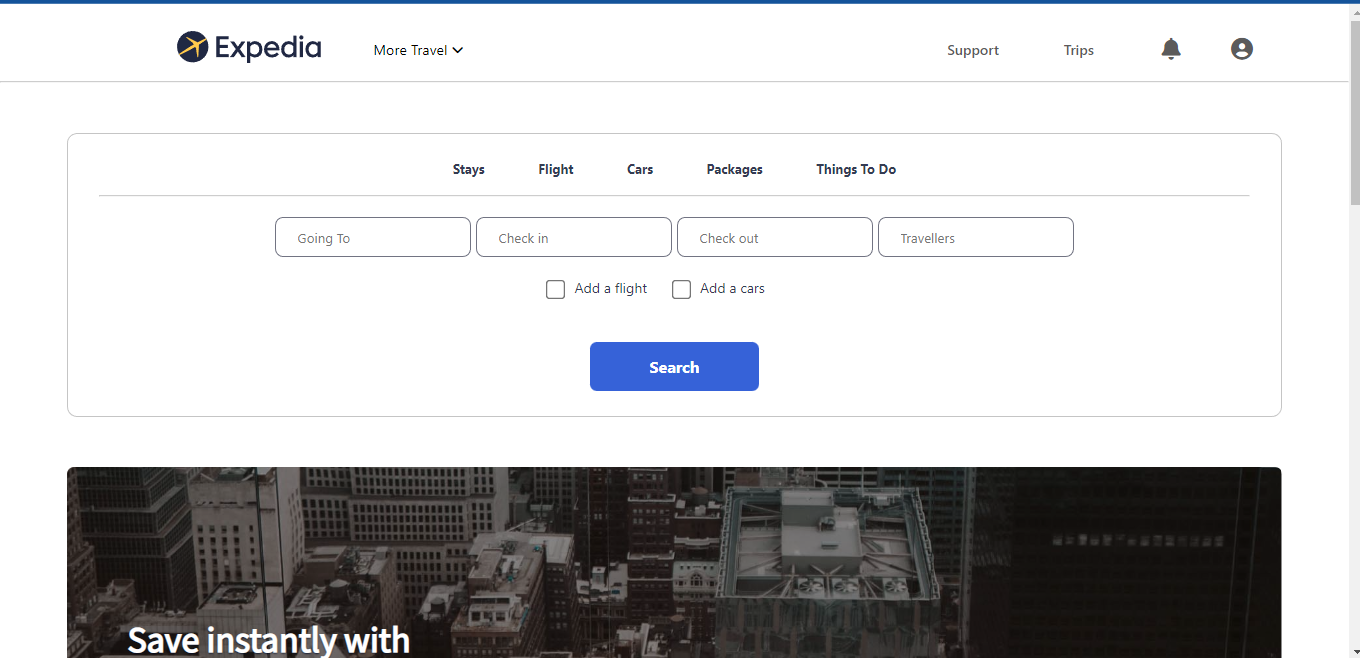 Expedia
More Travel
Support
Trips
Stays
Flight
Cars
Packages
Things To Do
Going To
Check in
Check out
Travellers
Add a flight
Add a cars
Search
Save instantly with